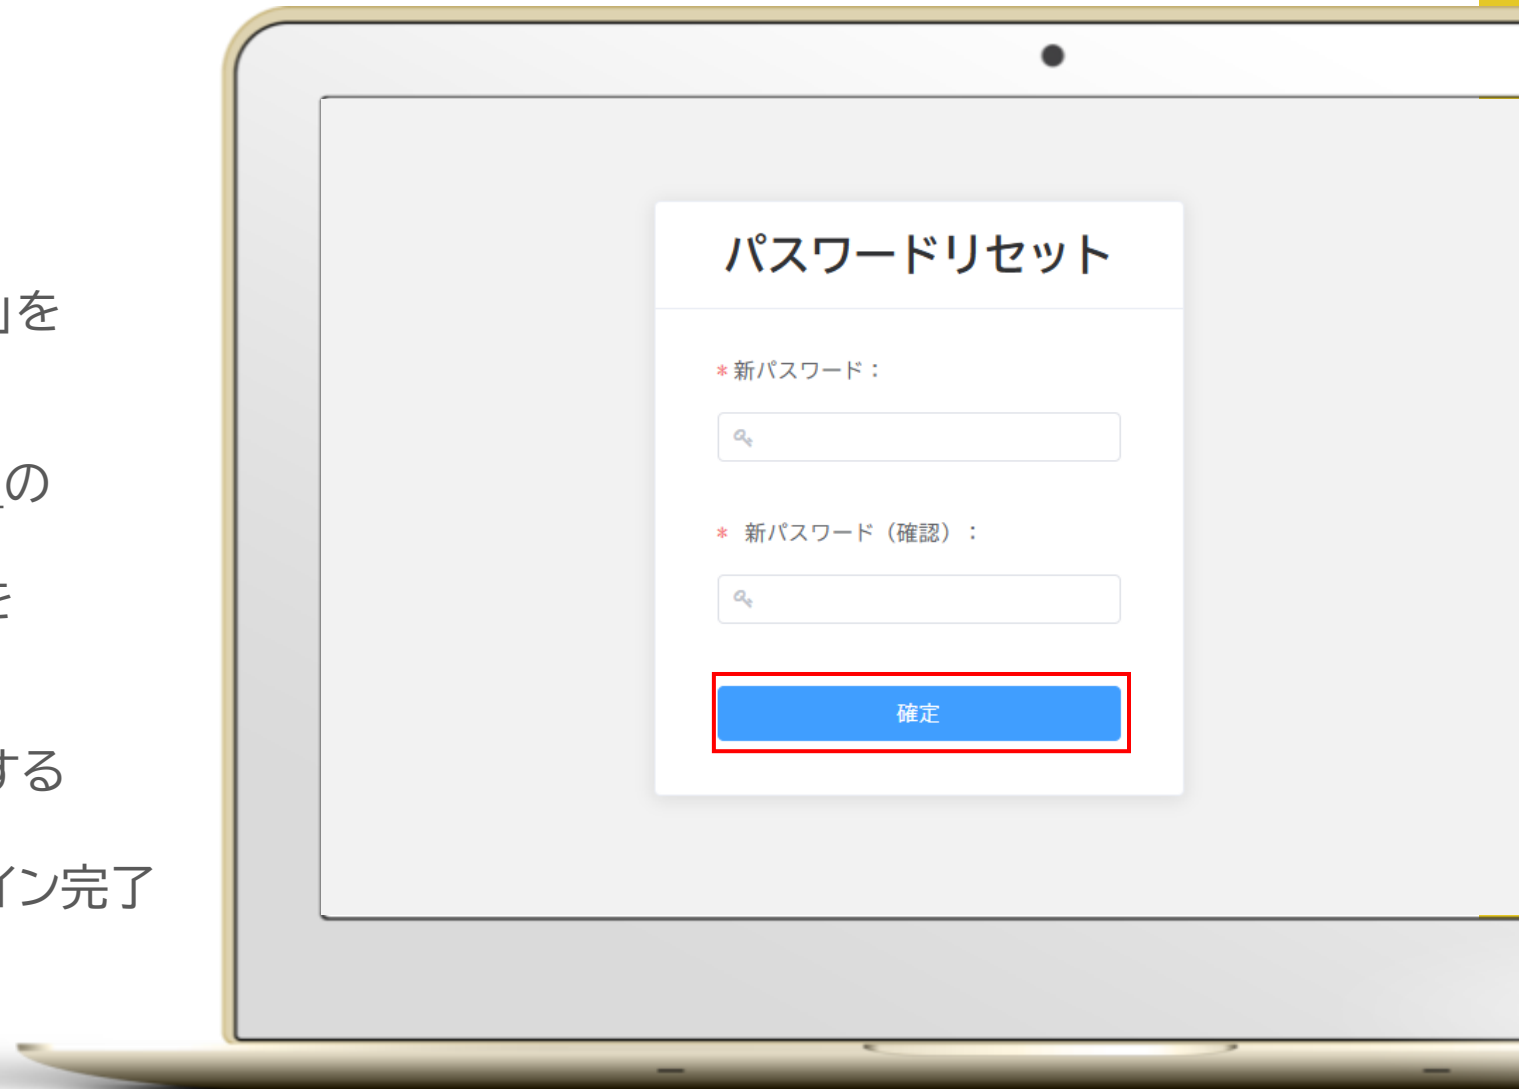 」を
の
を
する
イン完了
パスワードリセット
*新パスワード：
* 新パスワード（確認）：
確定